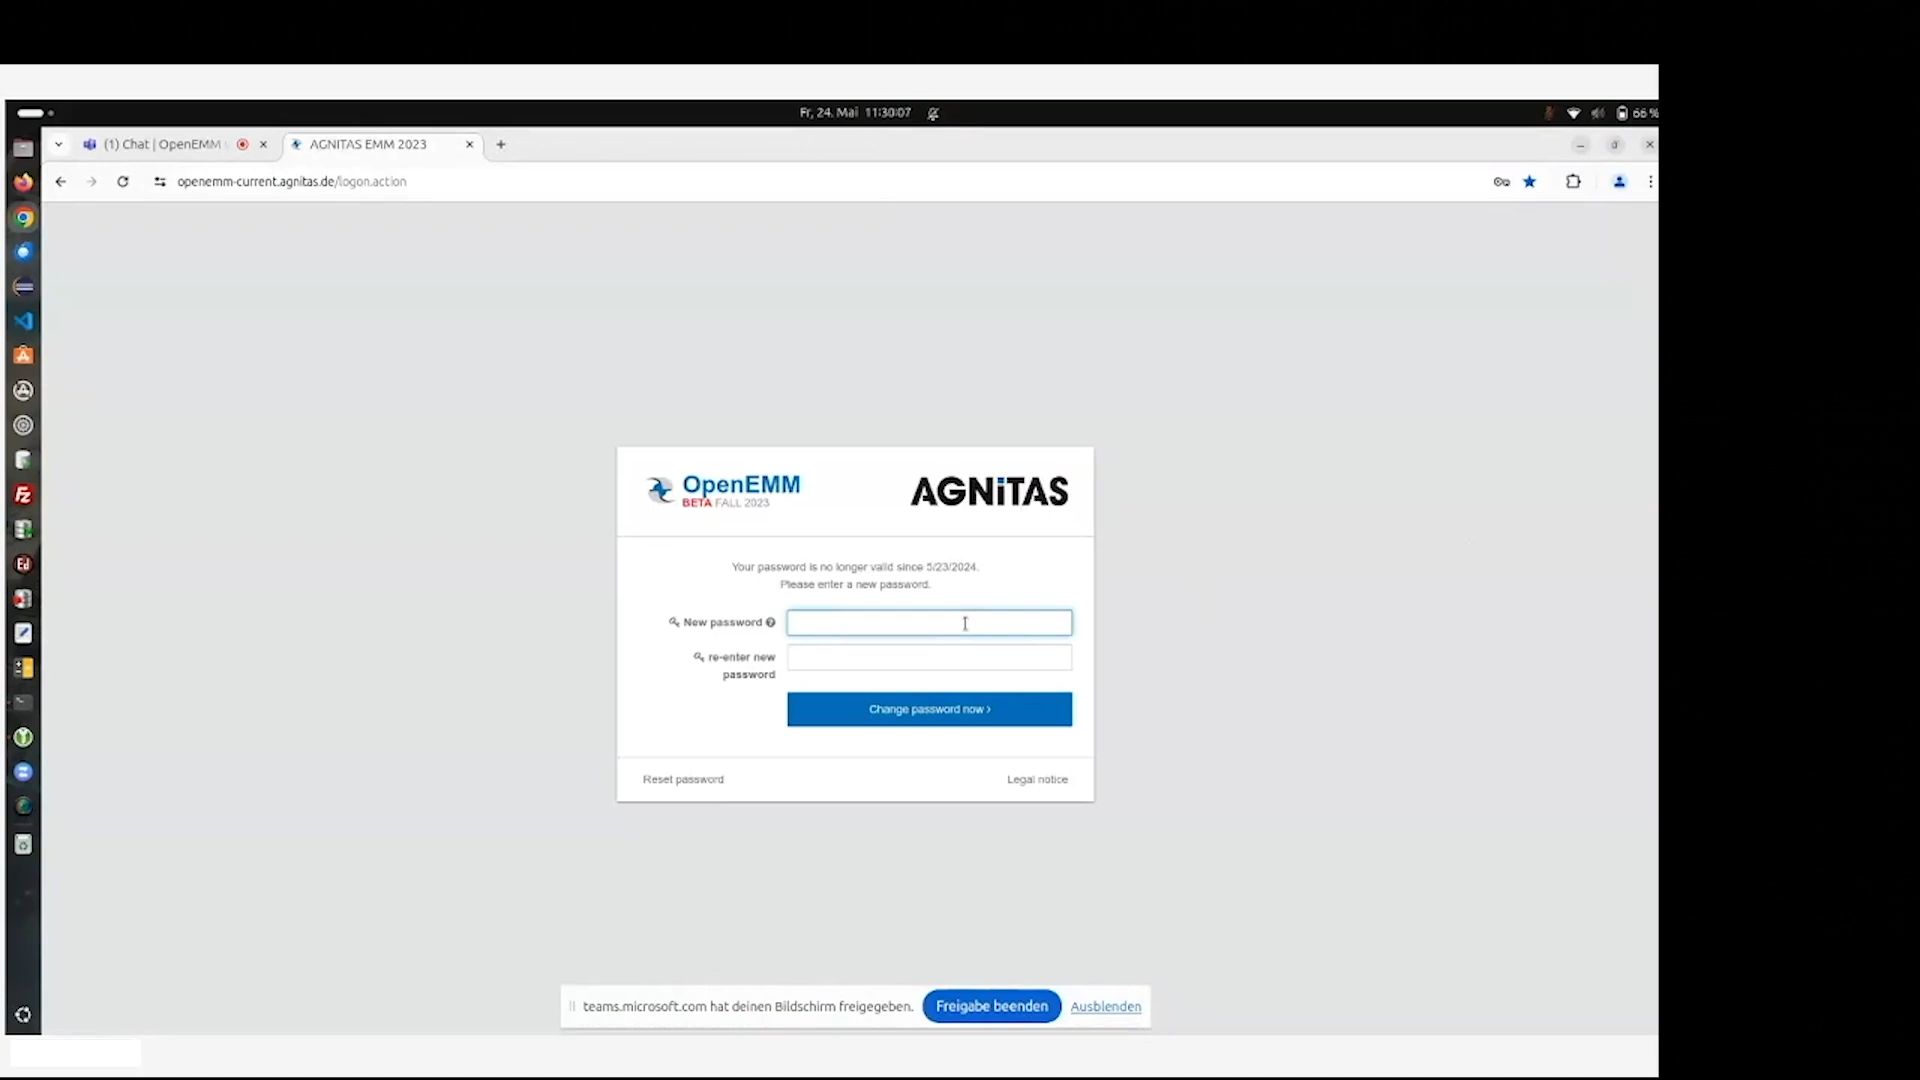 Fr, 24. Mai 11:30:07
66 %
(1) Chat | OpenEMM
AGNITAS EMM 2023
openemm-current.agnitas.de/logon.action
OpenEMM
BETA FALL 2023
AGNiTAS
Your password is no longer valid since 5/23/2024.
Please enter a new password.
New password
re-enter new
password
Change password now ›
Reset password
Legal notice
teams.microsoft.com hat deinen Bildschirm freigegeben.
Freigabe beenden
Ausblenden